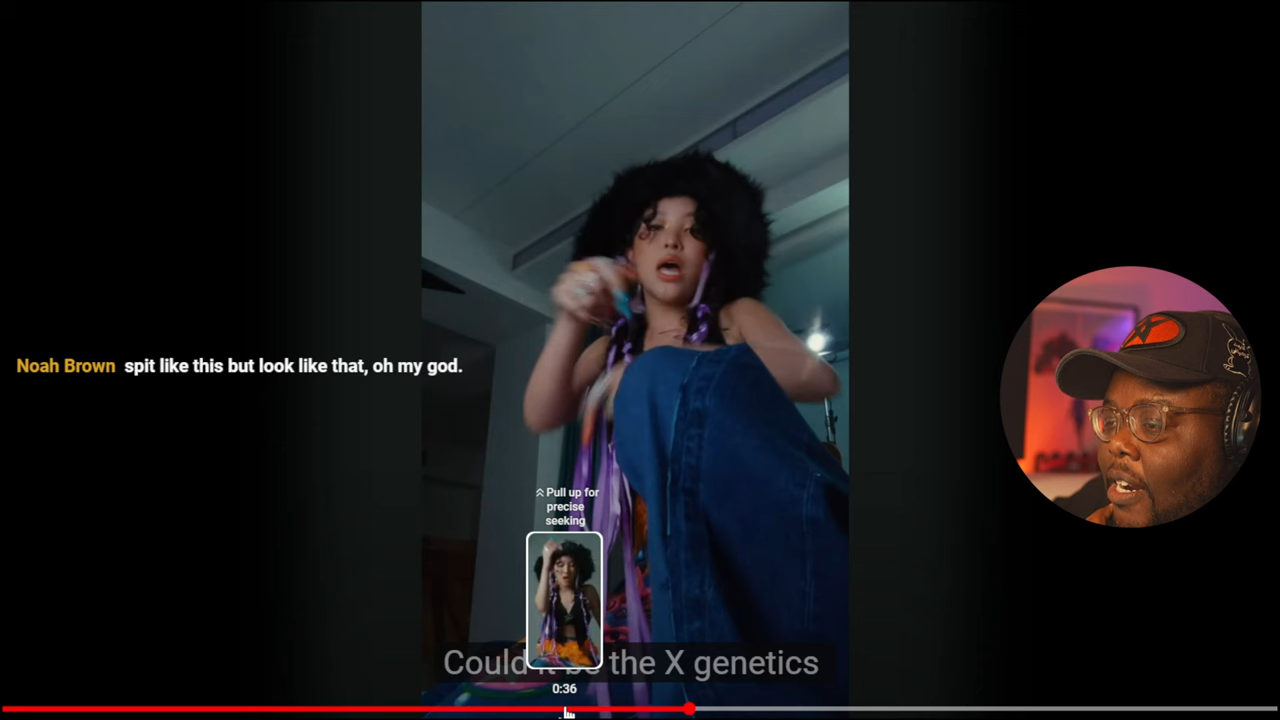 Noah Brown spit like this but look like that, oh my god.
Pull up for
precise
seeking
Could it be the X genetics
0:36